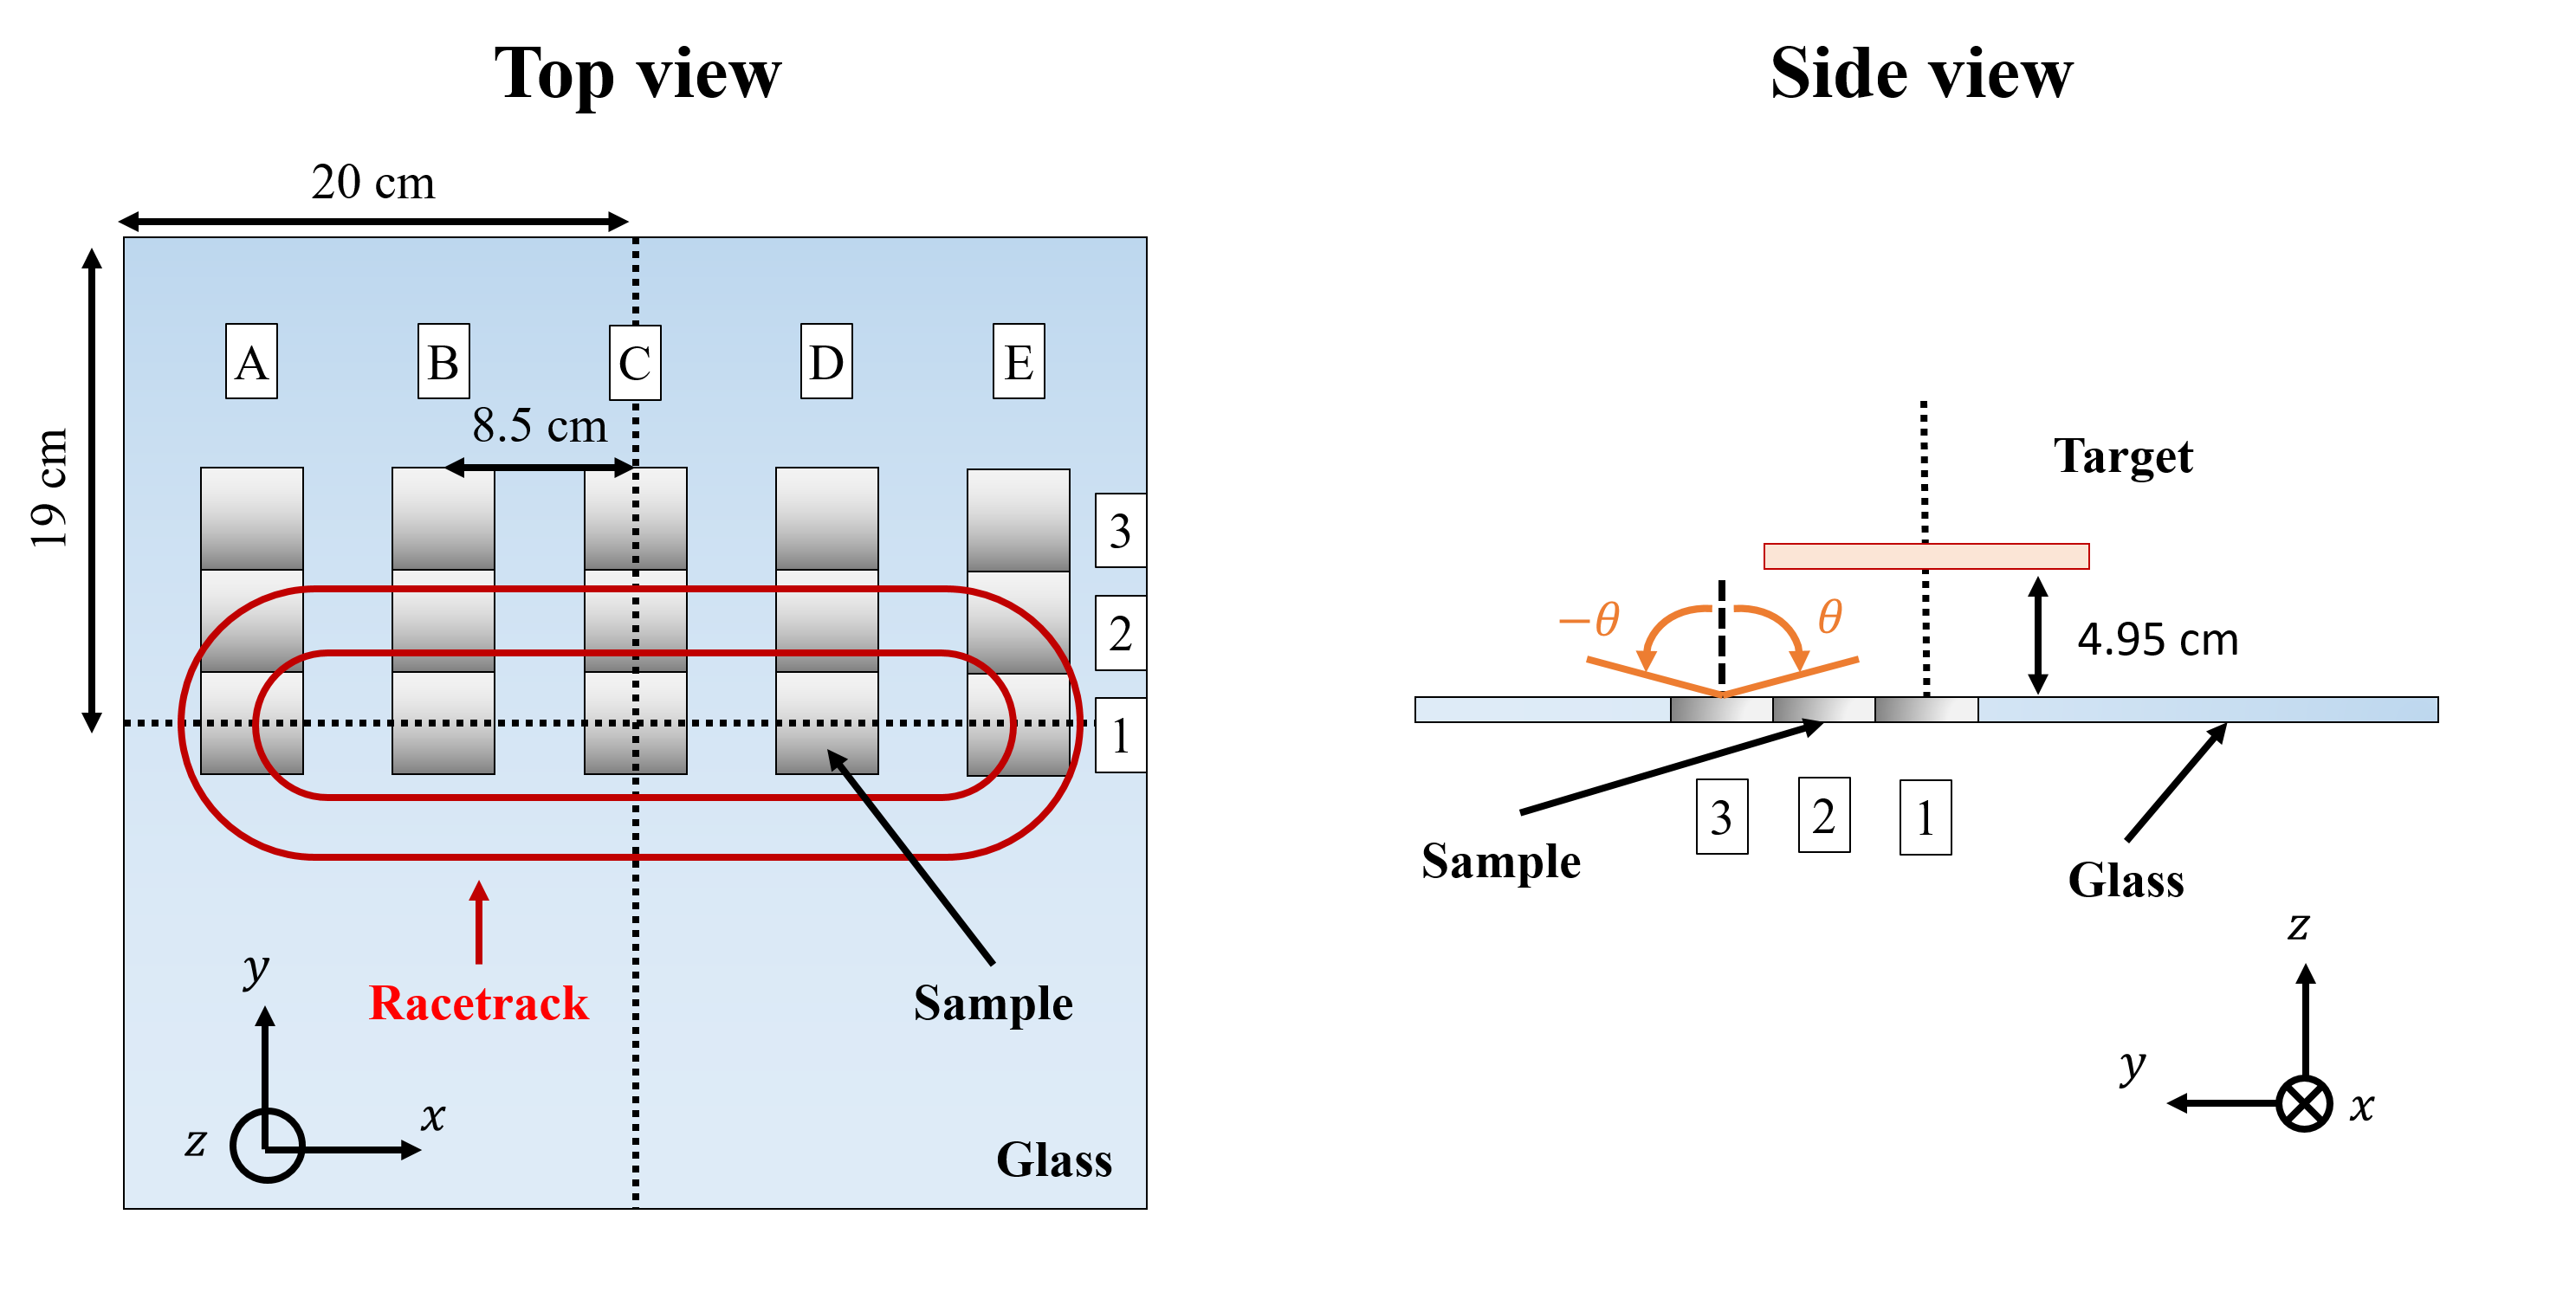 Top view
20 cm
19 cm
A
B
C
D
E
8.5 cm
3
2
1
Racetrack
Sample
y
x
z
Glass
Side view
Target
−θ
θ
4.95 cm
3
2
1
Sample
Glass
z
y
x